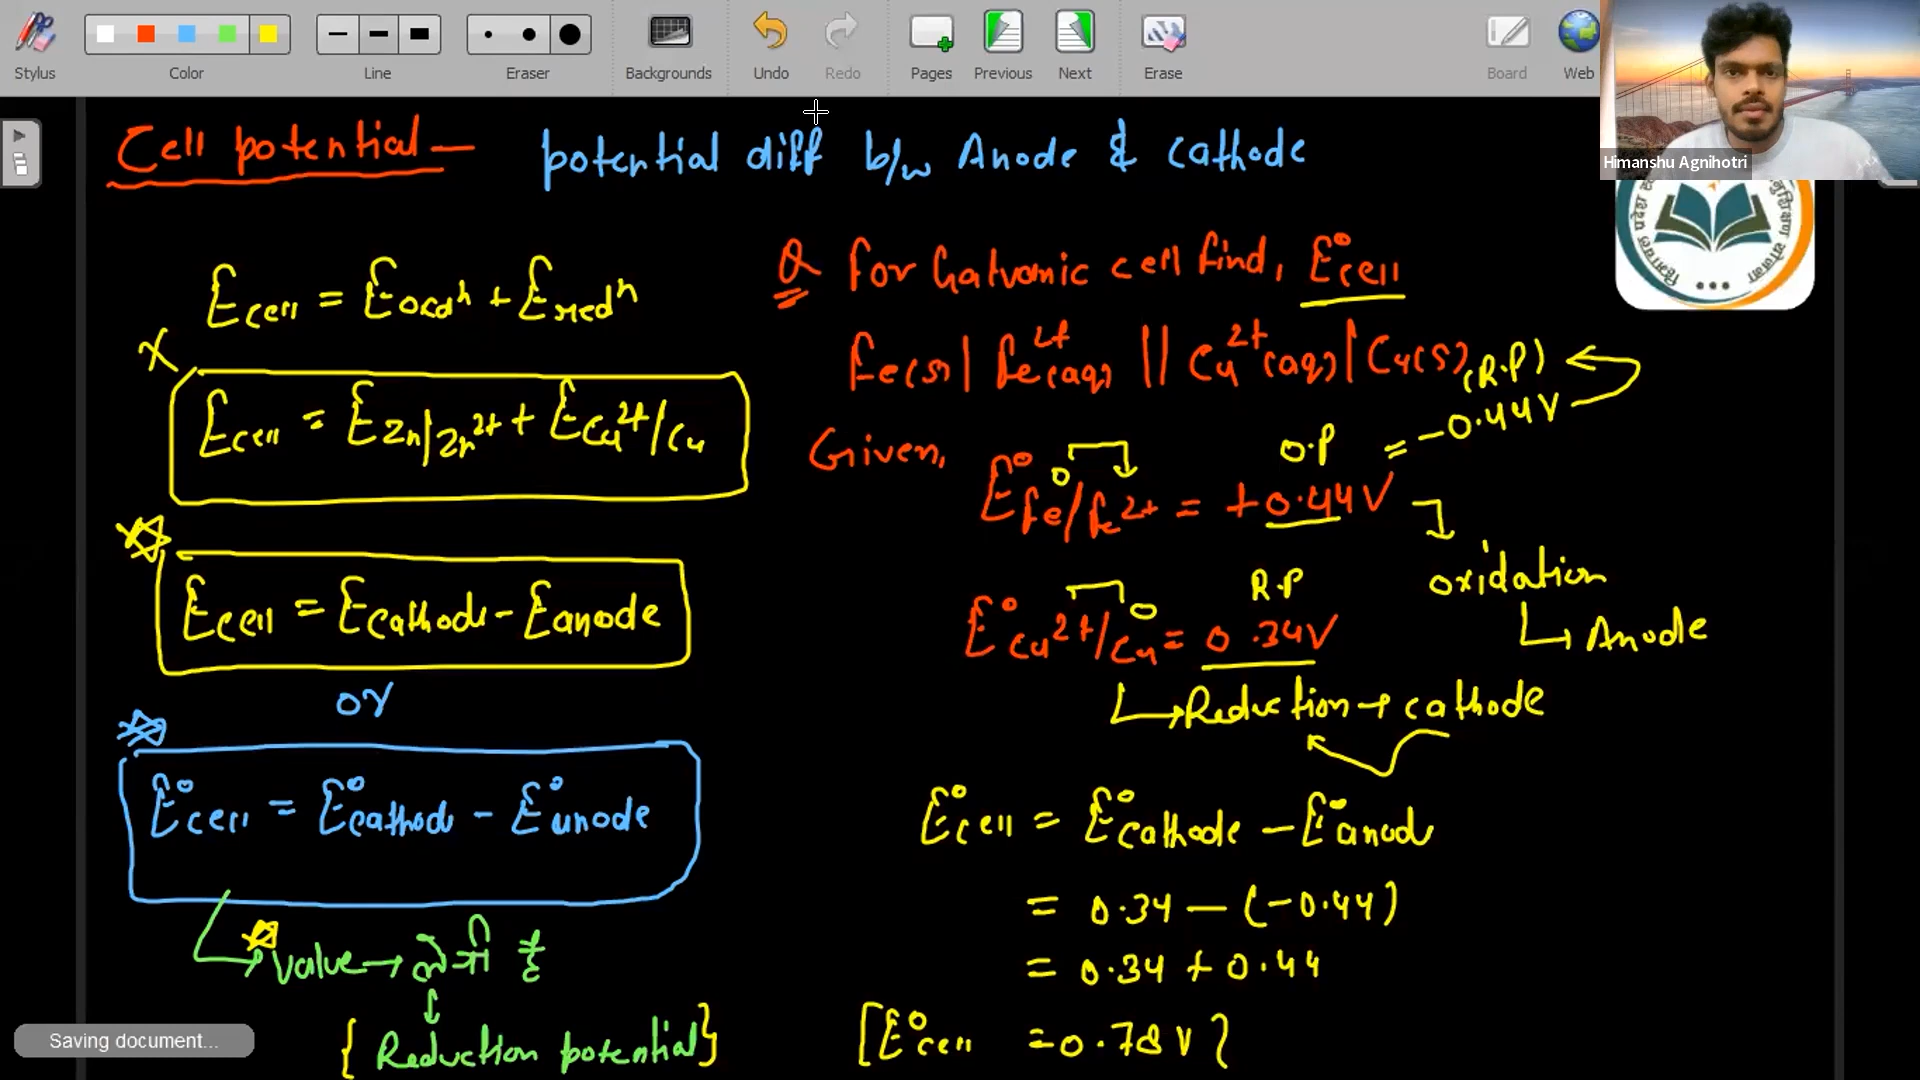 Stylus
Color
Line
Eraser
Backgrounds
Undo
Redo
Pages
Previous
Next
Erase
Board
Web
Himanshu Agnihotri
Cell potential — potential diff b/w Anode & cathode
Ecell = Eoxdn + Eredn
X
Ecell = EZn/Zn2+ + ECu2+/Cu
Ecell = Ecathode - Eanode
or
E°cell = E°cathode - E°anode
Value →
{ Reduction potential }
Q for Galvanic cell find, E°cell
Fe(s) | Fe2+(aq) || Cu2+(aq) | Cu(s)
(R.P)
Given,
O.P = -0.44V
E°Fe/Fe2+ = +0.44V
oxidation
↳ Anode
R.P
E°Cu2+/Cu = 0.34V
↳ Reduction → cathode
E°cell = E°cathode - E°anode
= 0.34 - (-0.44)
= 0.34 + 0.44
[E°cell = 0.78 V]
Saving document...